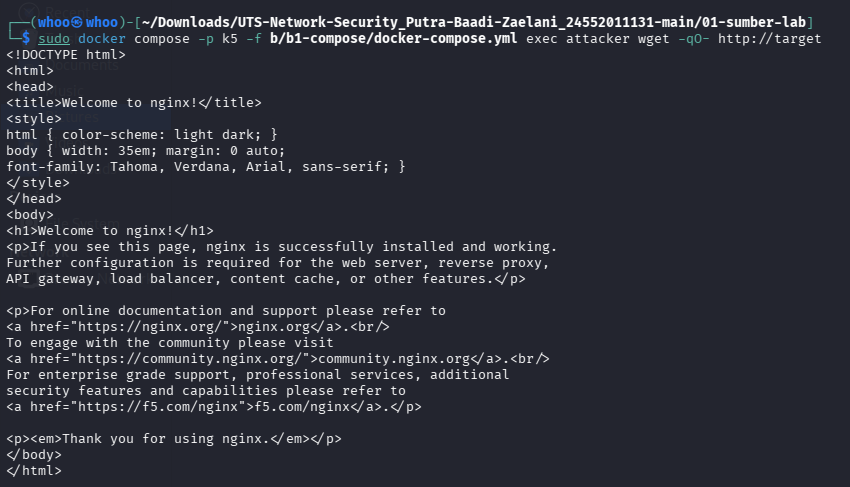 ┌──(whoo㉿whoo)-[~/Downloads/UTS-Network-Security_Putra-Baadi-Zaelani_24552011131-main/01-sumber-lab]
└─$ sudo docker compose -p k5 -f b/b1-compose/docker-compose.yml exec attacker wget -qO- http://target
<!DOCTYPE html>
<html>
<head>
<title>Welcome to nginx!</title>
<style>
html { color-scheme: light dark; }
body { width: 35em; margin: 0 auto;
font-family: Tahoma, Verdana, Arial, sans-serif; }
</style>
</head>
<body>
<h1>Welcome to nginx!</h1>
<p>If you see this page, nginx is successfully installed and working.
Further configuration is required for the web server, reverse proxy,
API gateway, load balancer, content cache, or other features.</p>

<p>For online documentation and support please refer to
<a href="https://nginx.org/">nginx.org</a>.<br/>
To engage with the community please visit
<a href="https://community.nginx.org/">community.nginx.org</a>.<br/>
For enterprise grade support, professional services, additional
security features and capabilities please refer to
<a href="https://f5.com/nginx">f5.com/nginx</a>.</p>

<p><em>Thank you for using nginx.</em></p>
</body>
</html>